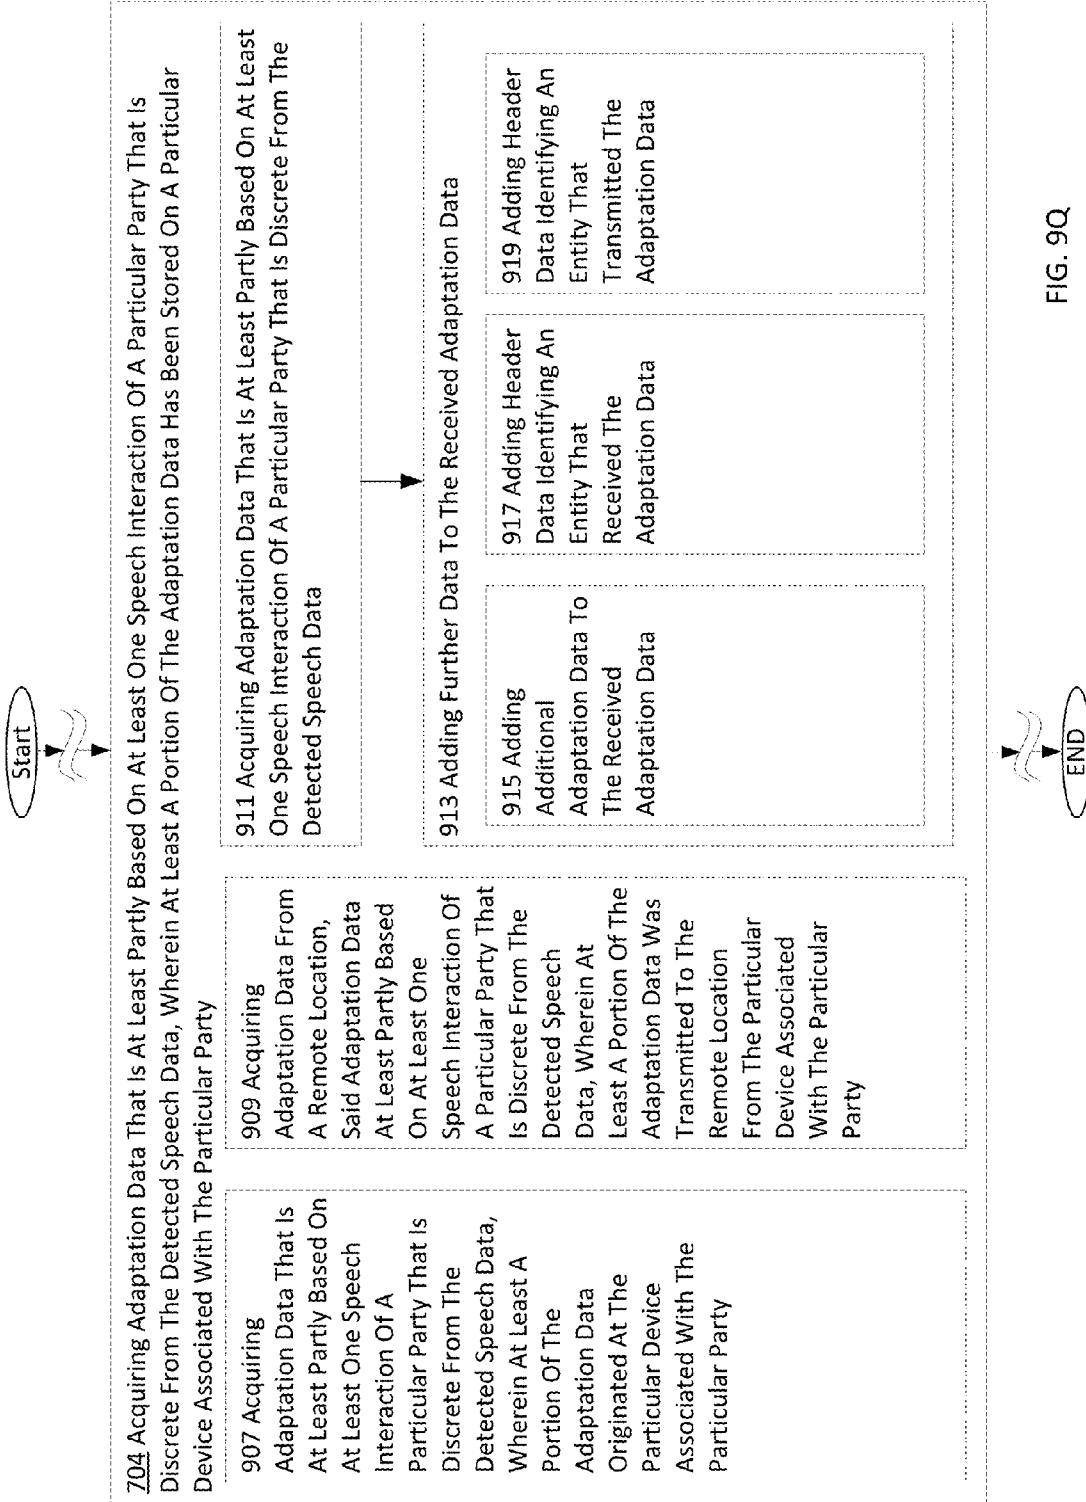 Start
704 Acquiring Adaptation Data That Is At Least Partly Based On At Least One Speech Interaction Of A Particular Party That Is
Discrete From The Detected Speech Data, Wherein At Least A Portion Of The Adaptation Data Has Been Stored On A Particular
Device Associated With The Particular Party
907 Acquiring
Adaptation Data That Is
At Least Partly Based On
At Least One Speech
Interaction Of A
Particular Party That Is
Discrete From The
Detected Speech Data,
Wherein At Least A
Portion Of The
Adaptation Data
Originated At The
Particular Device
Associated With The
Particular Party
909 Acquiring
Adaptation Data From
A Remote Location,
Said Adaptation Data
At Least Partly Based
On At Least One
Speech Interaction Of
A Particular Party That
Is Discrete From The
Detected Speech
Data, Wherein At
Least A Portion Of The
Adaptation Data Was
Transmitted To The
Remote Location
From The Particular
Device Associated
With The Particular
Party
911 Acquiring Adaptation Data That Is At Least Partly Based On At Least
One Speech Interaction Of A Particular Party That Is Discrete From The
Detected Speech Data
913 Adding Further Data To The Received Adaptation Data
915 Adding
Additional
Adaptation Data To
The Received
Adaptation Data
917 Adding Header
Data Identifying An
Entity That
Received The
Adaptation Data
919 Adding Header
Data Identifying An
Entity That
Transmitted The
Adaptation Data
END
FIG. 9Q